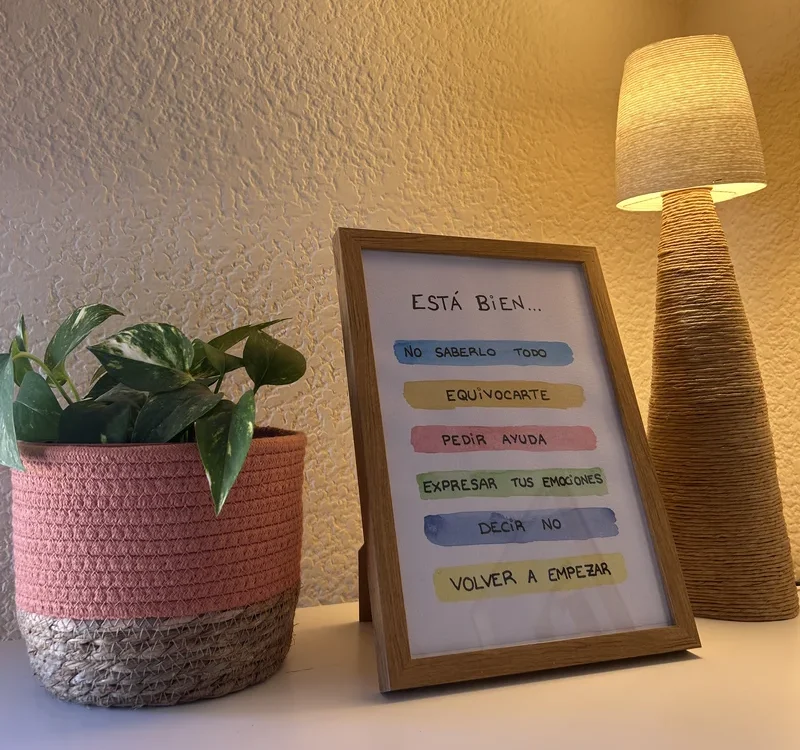 ESTÁ BIEN...
NO SABERLO TODO
EQUIVOCARTE
PEDIR AYUDA
EXPRESAR TUS EMOCIONES
DECIR NO
VOLVER A EMPEZAR